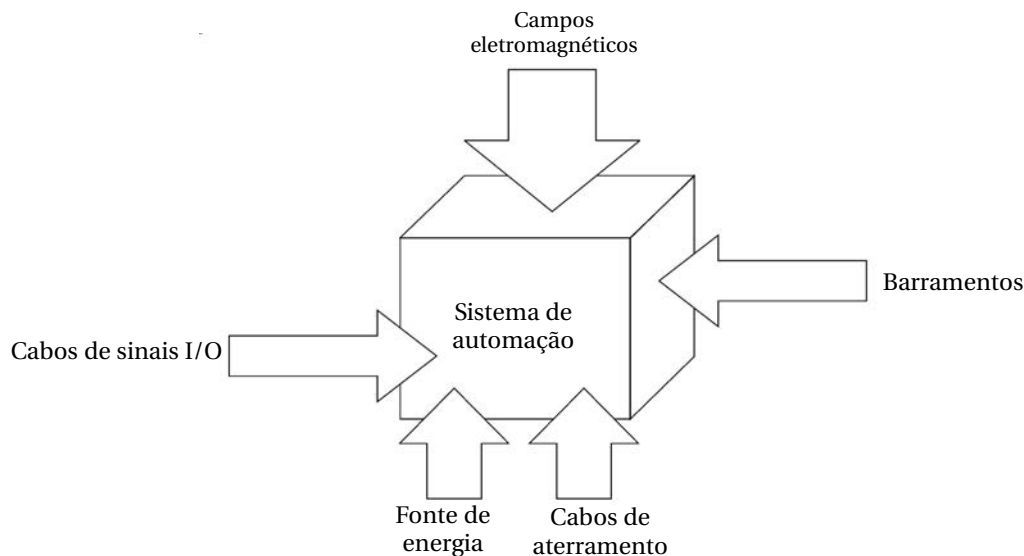 Campos
eletromagnéticos
Barramentos
Sistema de
automação
Cabos de sinais I/O
Fonte de
energia
Cabos de
aterramento